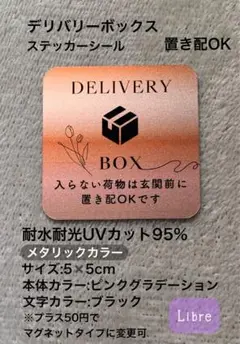 デリバリーボックス
ステッカーシール 置き配OK
DELIVERY
BOX
入らない荷物は玄関前に
置き配OKです
耐水耐光UVカット95%
メタリックカラー
サイズ:5×5cm
本体カラー:ピンクグラデーション
文字カラー:ブラック
※プラス50円で
マグネットタイプに変更可
Libre